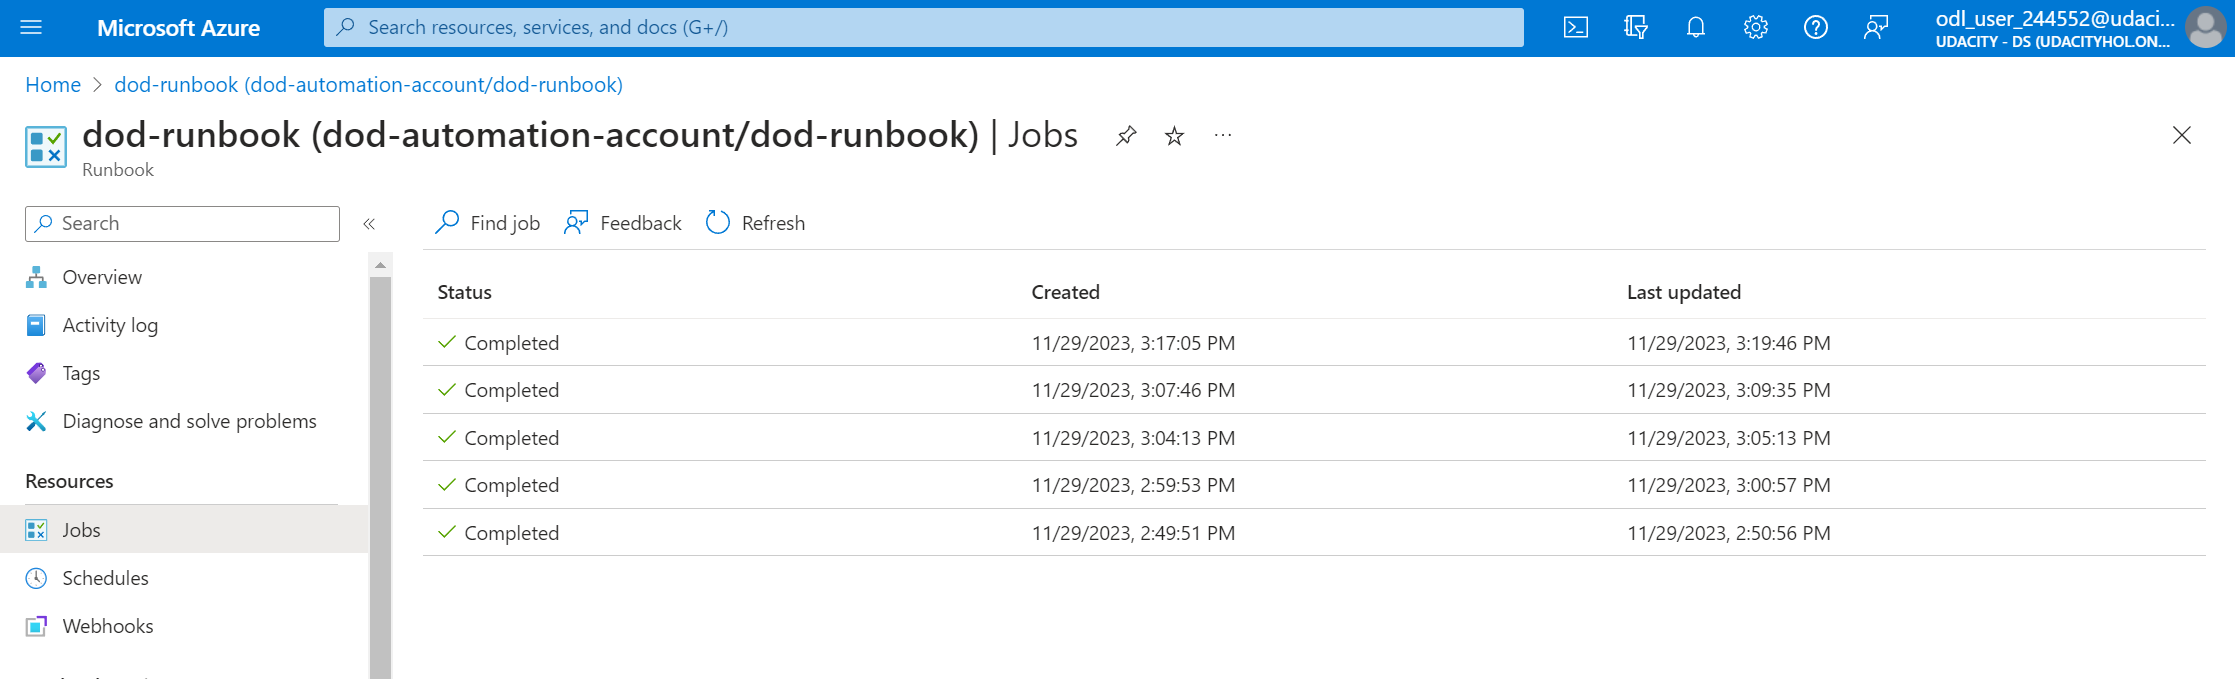 Microsoft Azure
Search resources, services, and docs (G+/)
odl_user_244552@udaci...
UDACITY - DS (UDACITYHOL.ON...
Home > dod-runbook (dod-automation-account/dod-runbook)
dod-runbook (dod-automation-account/dod-runbook) | Jobs
Runbook
Search
Overview
Activity log
Tags
Diagnose and solve problems
Resources
Jobs
Schedules
Webhooks
Find job Feedback Refresh
Status Created Last updated
Completed 11/29/2023, 3:17:05 PM 11/29/2023, 3:19:46 PM
Completed 11/29/2023, 3:07:46 PM 11/29/2023, 3:09:35 PM
Completed 11/29/2023, 3:04:13 PM 11/29/2023, 3:05:13 PM
Completed 11/29/2023, 2:59:53 PM 11/29/2023, 3:00:57 PM
Completed 11/29/2023, 2:49:51 PM 11/29/2023, 2:50:56 PM